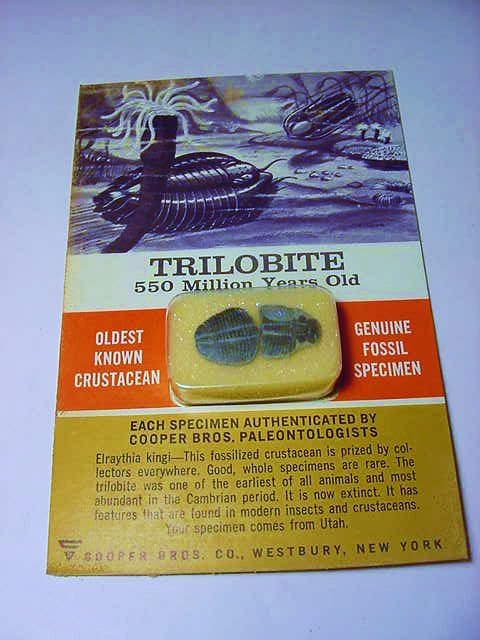 TRILOBITE
550 Million Years Old
OLDEST
KNOWN
CRUSTACEAN
GENUINE
FOSSIL
SPECIMEN
EACH SPECIMEN AUTHENTICATED BY
COOPER BROS. PALEONTOLOGISTS
Elraythia kingi—This fossilized crustacean is prized by col-
lectors everywhere. Good, whole specimens are rare. The
trilobite was one of the earliest of all animals and most
abundant in the Cambrian period. It is now extinct. It has
features that are found in modern insects and crustaceans.
Your specimen comes from Utah.
COOPER BROS. CO., WESTBURY, NEW YORK